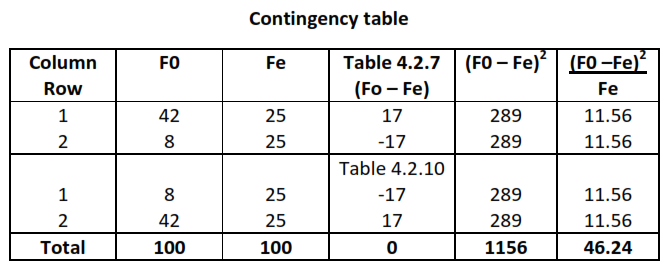 Contingency table
Column Row F0 Fe Table 4.2.7 (Fo – Fe) (F0 – Fe)² (F0 –Fe)² Fe
1 42 25 17 289 11.56
2 8 25 -17 289 11.56
Table 4.2.10
1 8 25 -17 289 11.56
2 42 25 17 289 11.56
Total 100 100 0 1156 46.24